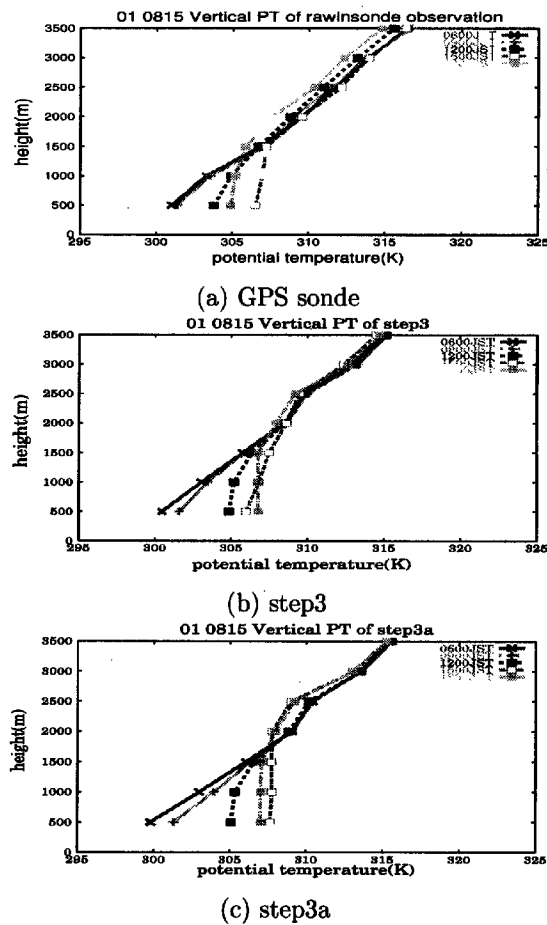 01 0815 Vertical PT of rawinsonde observation
3500
3000
2500
2000
1500
1000
500
0
height(m)
0600J T
1200JST
1500JST
295 300 305 310 315 320 325
potential temperature(K)
(a) GPS sonde
01 0815 Vertical PT of step3
3500
3000
2500
2000
1500
1000
500
0
height(m)
0600JST
1200JST
295 300 305 310 315 320 325
potential temperature(K)
(b) step3
01 0815 Vertical PT of step3a
3500
3000
2500
2000
1500
1000
500
0
height(m)
0600JST
1200JST
295 300 305 310 315 320 325
potential temperature(K)
(c) step3a